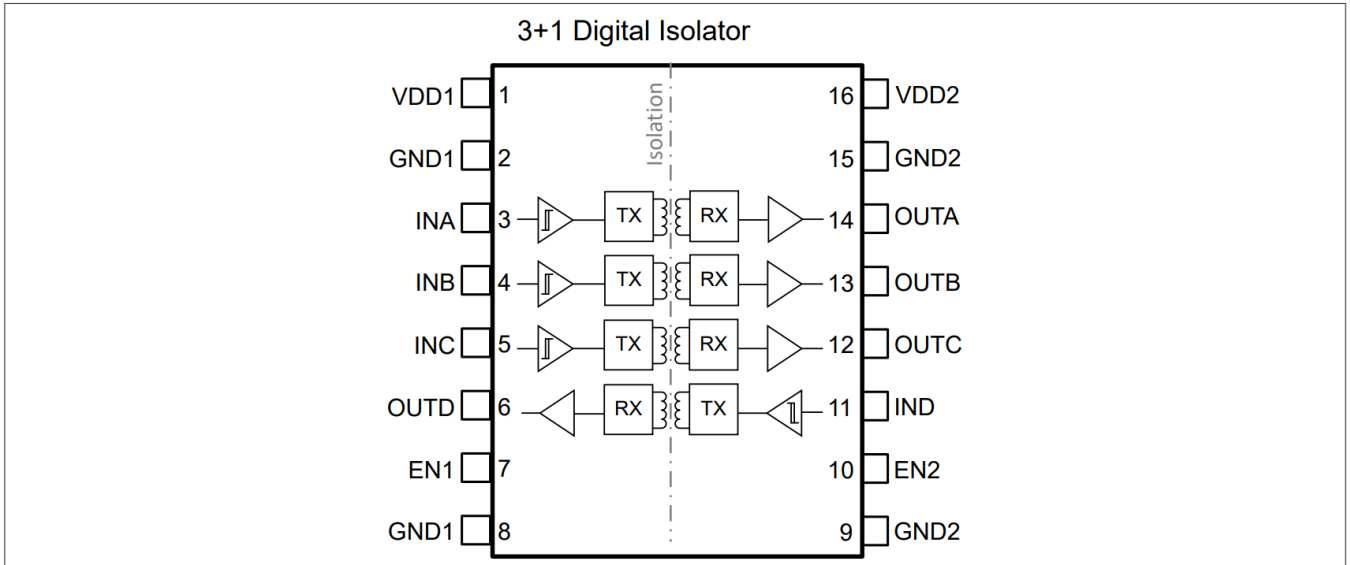 3+1 Digital Isolator
VDD1 1 16 VDD2
Isolation
GND1 2 15 GND2
INA 3 TX RX 14 OUTA
INB 4 TX RX 13 OUTB
INC 5 TX RX 12 OUTC
OUTD 6 RX TX 11 IND
EN1 7 10 EN2
GND1 8 9 GND2